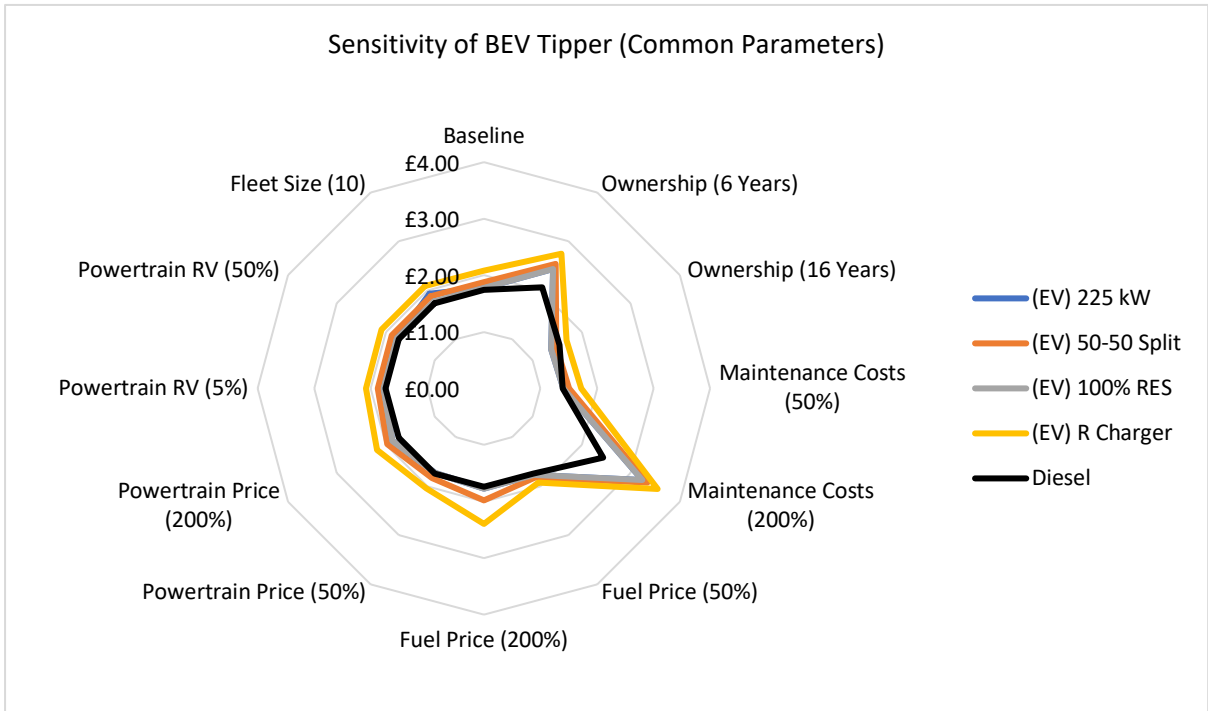 Sensitivity of BEV Tipper (Common Parameters)
Baseline
£4.00
Fleet Size (10)
Ownership (6 Years)
£3.00
Powertrain RV (50%)
Ownership (16 Years)
£2.00
£1.00
Powertrain RV (5%)
£0.00
Maintenance Costs
(50%)
Powertrain Price
(200%)
Maintenance Costs
(200%)
Powertrain Price (50%)
Fuel Price (50%)
Fuel Price (200%)
(EV) 225 kW
(EV) 50-50 Split
(EV) 100% RES
(EV) R Charger
Diesel